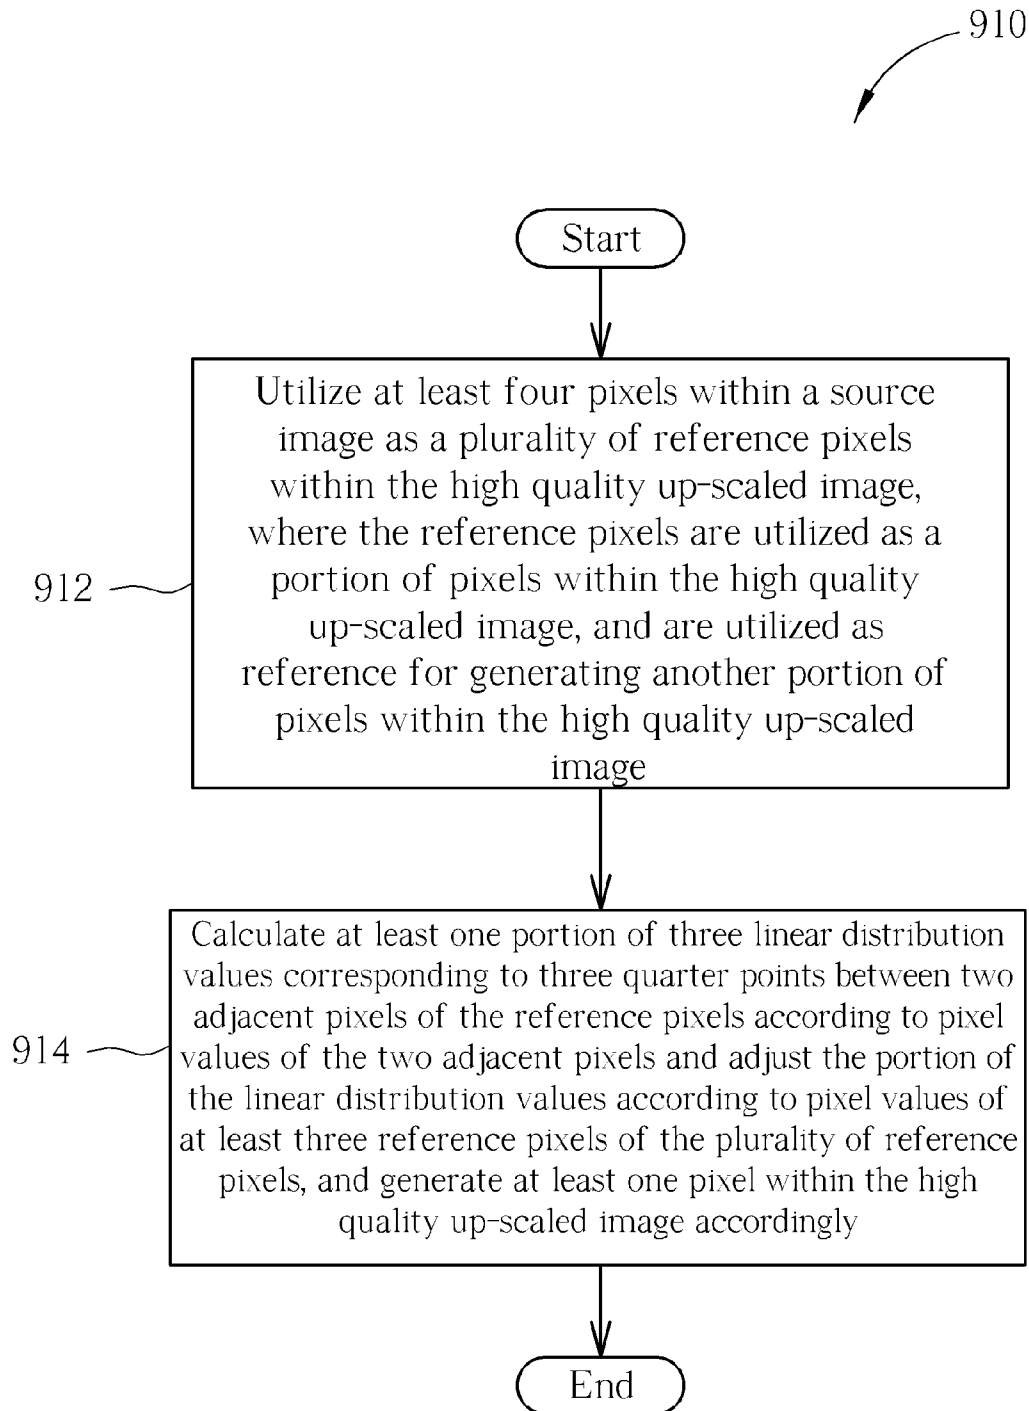 910
Start
Utilize at least four pixels within a source
image as a plurality of reference pixels
within the high quality up-scaled image,
where the reference pixels are utilized as a
portion of pixels within the high quality
up-scaled image, and are utilized as
reference for generating another portion of
pixels within the high quality up-scaled
image
912
Calculate at least one portion of three linear distribution
values corresponding to three quarter points between two
adjacent pixels of the reference pixels according to pixel
values of the two adjacent pixels and adjust the portion of
the linear distribution values according to pixel values of
at least three reference pixels of the plurality of reference
pixels, and generate at least one pixel within the high
quality up-scaled image accordingly
914
End